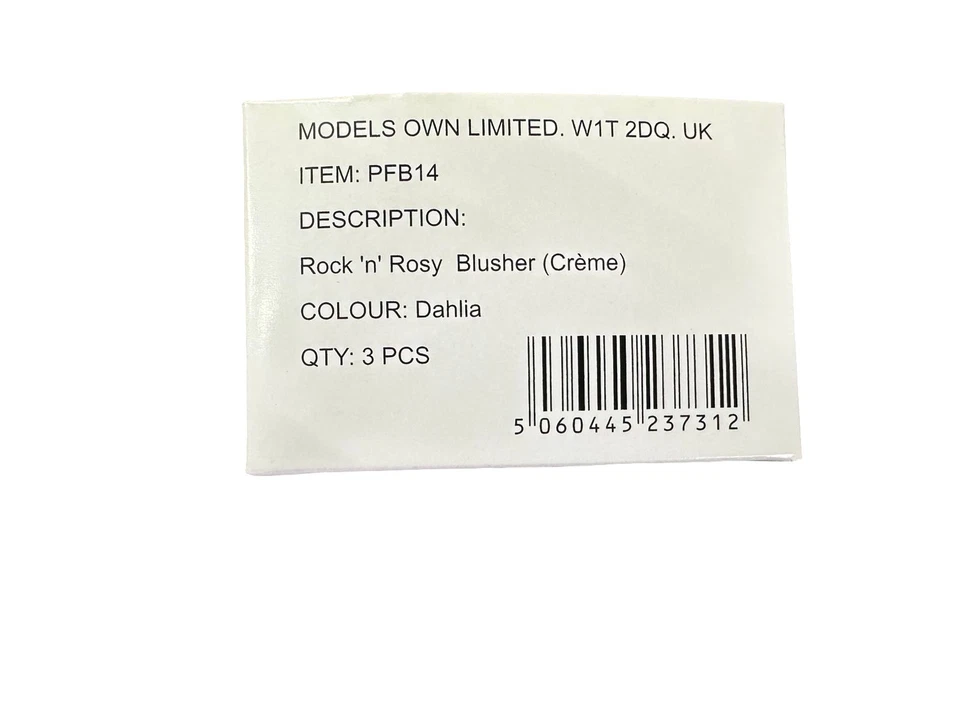 MODELS OWN LIMITED. W1T 2DQ. UK
ITEM: PFB14
DESCRIPTION:
Rock 'n' Rosy  Blusher (Crème)
COLOUR: Dahlia
QTY: 3 PCS
5 060445 237312